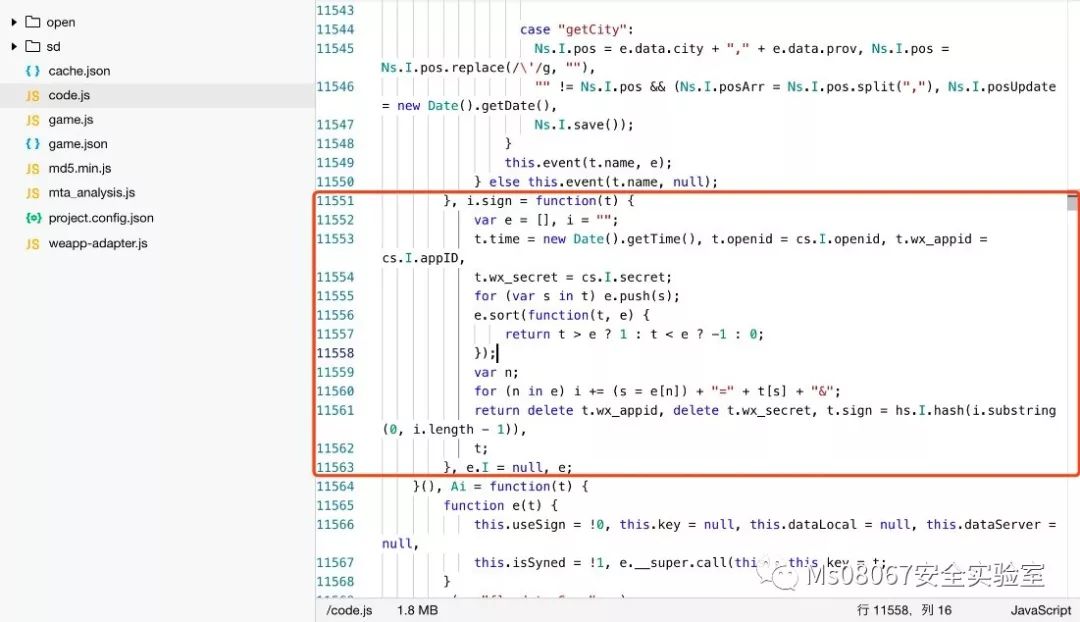 open
sd
cache.json
code.js
game.js
game.json
md5.min.js
mta_analysis.js
project.config.json
weapp-adapter.js
11543
11544 case "getCity":
11545 Ns.I.pos = e.data.city + "," + e.data.prov, Ns.I.pos =
Ns.I.pos.replace(/\'/g, ""),
11546 "" != Ns.I.pos && (Ns.I.posArr = Ns.I.pos.split(","), Ns.I.posUpdate
= new Date().getDate(),
11547 Ns.I.save());
11548 }
11549 this.event(t.name, e);
11550 } else this.event(t.name, null);
11551 }, i.sign = function(t) {
11552 var e = [], i = "";
11553 t.time = new Date().getTime(), t.openid = cs.I.openid, t.wx_appid =
cs.I.appID,
11554 t.wx_secret = cs.I.secret;
11555 for (var s in t) e.push(s);
11556 e.sort(function(t, e) {
11557 return t > e ? 1 : t < e ? -1 : 0;
11558 });
11559 var n;
11560 for (n in e) i += (s = e[n]) + "=" + t[s] + "&";
11561 return delete t.wx_appid, delete t.wx_secret, t.sign = hs.I.hash(i.substring
(0, i.length - 1)),
11562 t;
11563 }, e.I = null, e;
11564 }(), Ai = function(t) {
11565 function e(t) {
11566 this.useSign = !0, this.key = null, this.dataLocal = null, this.dataServer =
null,
11567 this.isSyned = !1, e.__super.call(this, this.key = t;
11568 }
Ms08067安全实验室
/code.js 1.8 MB 行 11558，列 16 JavaScript